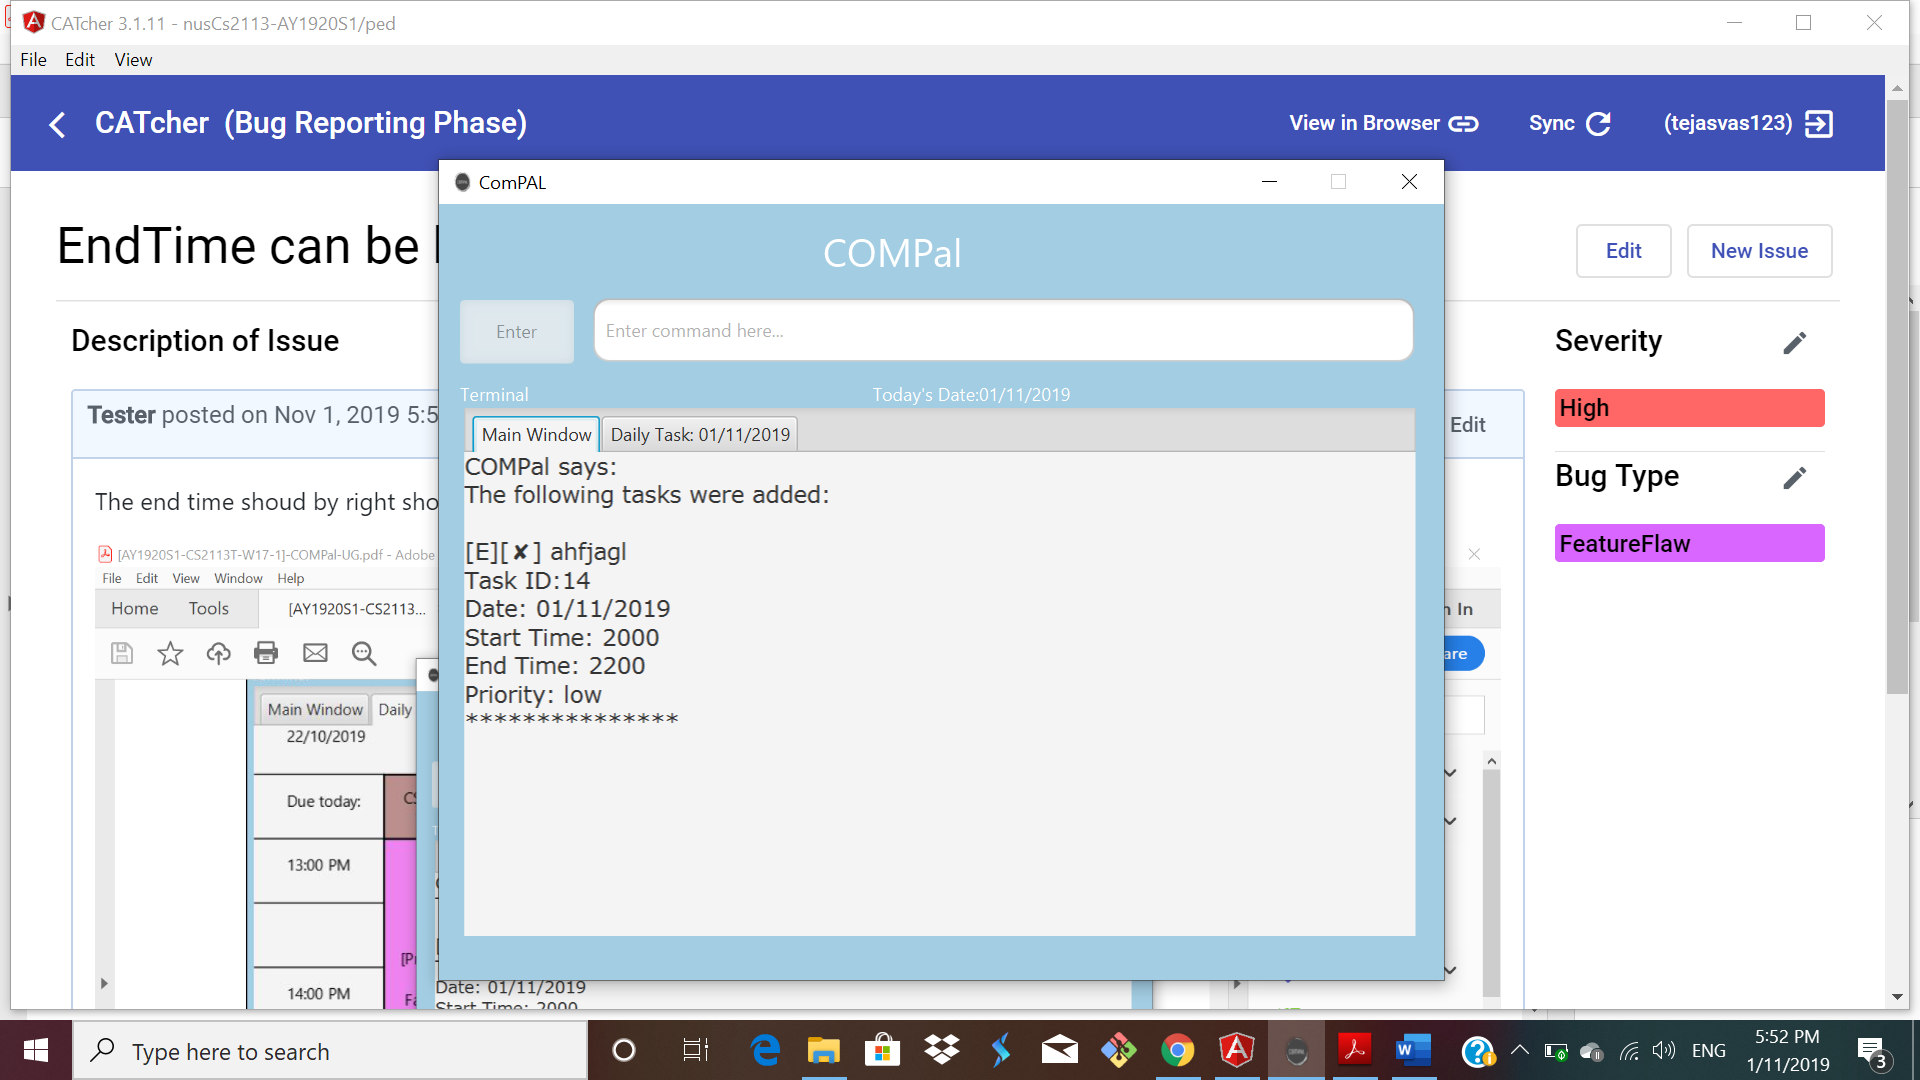 CATcher 3.1.11 - nusCs2113-AY1920S1/ped
File Edit View
CATcher (Bug Reporting Phase)
View in Browser
Sync
(tejasvas123)
EndTime can be
Edit
New Issue
ComPAL
COMPal
Enter
Enter command here...
Terminal
Today's Date:01/11/2019
Main Window
Daily Task: 01/11/2019
COMPal says:
The following tasks were added:
[E][✘] ahfjagl
Task ID:14
Date: 01/11/2019
Start Time: 2000
End Time: 2200
Priority: low
***************
Description of Issue
Tester posted on Nov 1, 2019 5:5
Edit
The end time shoud by right sho
[AY1920S1-CS2113T-W17-1]-COMPal-UG.pdf - Adobe
File Edit View Window Help
Home
Tools
[AY1920S1-CS2113...
n In
are
Main Window
Daily
22/10/2019
Due today:
13:00 PM
[Pr
14:00 PM
Date: 01/11/2019
Start Time: 2000
Severity
High
Bug Type
FeatureFlaw
Type here to search
ENG
5:52 PM
1/11/2019
3